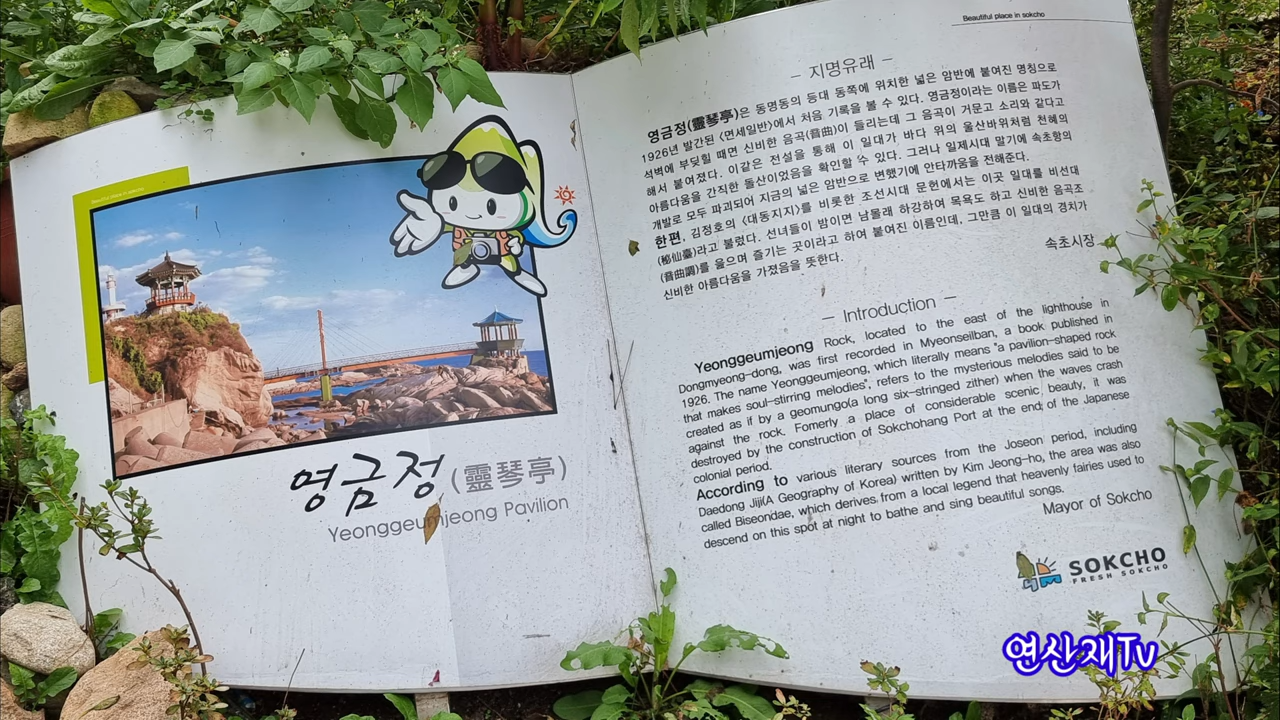 Beautiful place in sokcho
영금정(靈琴亭)
Yeonggeumjeong Pavilion
Beautiful place in sokcho
– 지명유래 –
영금정(靈琴亭)은 동명동의 등대 동쪽에 위치한 넓은 암반에 붙여진 명칭으로
1926년 발간된 〈면세일반〉에서 처음 기록을 볼 수 있다. 영금정이라는 이름은 파도가
석벽에 부딪힐 때면 신비한 음곡(音曲)이 들리는데 그 음곡이 거문고 소리와 같다고
해서 붙여졌다. 이같은 전설을 통해 이 일대가 바다 위의 울산바위처럼 천혜의
아름다움을 간직한 돌산이었음을 확인할 수 있다. 그러나 일제시대 말기에 속초항의
개발로 모두 파괴되어 지금의 넓은 암반으로 변했기에 안타까움을 전해준다.
한편, 김정호의 〈대동지지〉를 비롯한 조선시대 문헌에서는 이곳 일대를 비선대
(秘仙臺)라고 불렀다. 선녀들이 밤이면 남몰래 하강하여 목욕도 하고 신비한 음곡조
(音曲調)를 읊으며 즐기는 곳이라고 하여 붙여진 이름인데, 그만큼 이 일대의 경치가
신비한 아름다움을 가졌음을 뜻한다.
속초시장
– Introduction –
Yeonggeumjeong Rock, located to the east of the lighthouse in
Dongmyeong-dong, was first recorded in Myeonseilban, a book published in
1926. The name Yeonggeumjeong, which literally means "a pavilion-shaped rock
that makes soul-stirring melodies", refers to the mysterious melodies said to be
created as if by a geomungo(a long six-stringed zither) when the waves crash
against the rock. Fomerly a place of considerable scenic beauty, it was
destroyed by the construction of Sokchohang Port at the end of the Japanese
colonial period.
According to various literary sources from the Joseon period, including
Daedong Jiji(A Geography of Korea) written by Kim Jeong-ho, the area was also
called Biseondae, which derives from a local legend that heavenly fairies used to
descend on this spot at night to bathe and sing beautiful songs.
Mayor of Sokcho
SOKCHO
FRESH SOKCHO
연산재Tv